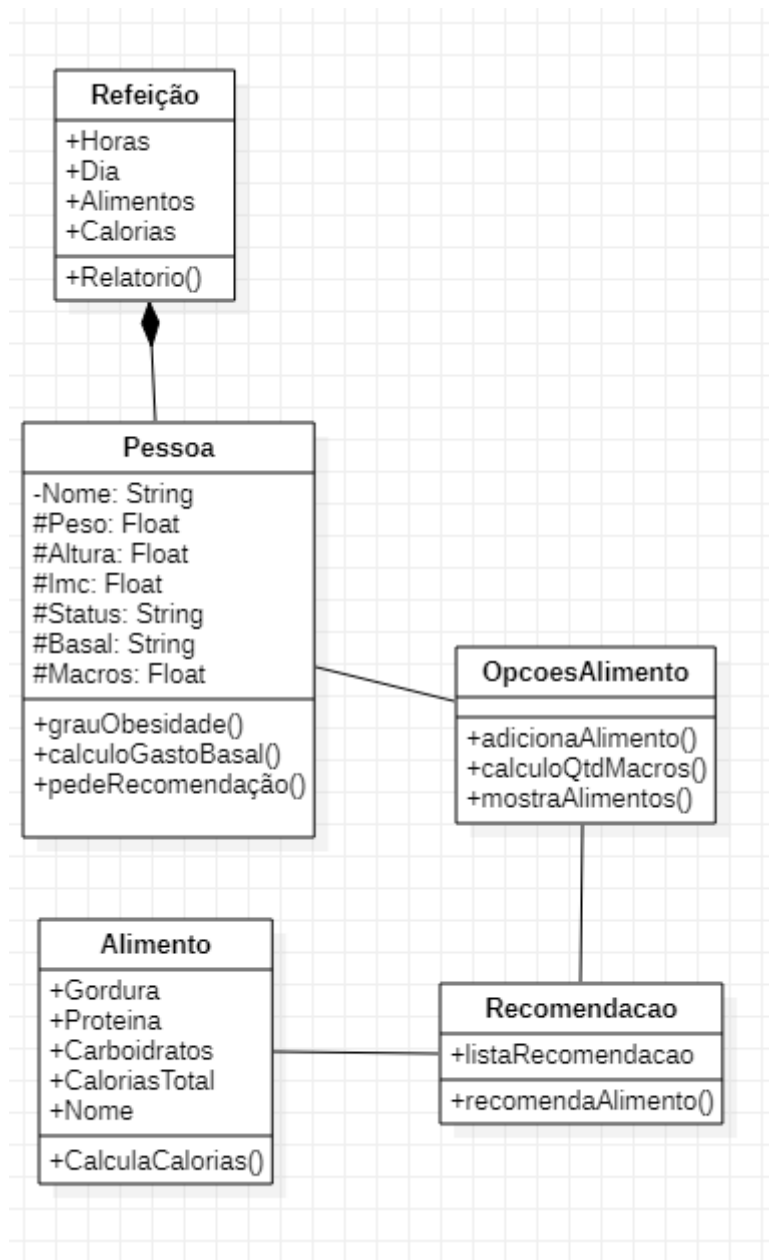 Refeição
+Horas
+Dia
+Alimentos
+Calorias
+Relatorio()
Pessoa
-Nome: String
#Peso: Float
#Altura: Float
#Imc: Float
#Status: String
#Basal: String
#Macros: Float
+grauObesidade()
+calculoGastoBasal()
+pedeRecomendação()
OpcoesAlimento
+adicionaAlimento()
+calculoQtdMacros()
+mostraAlimentos()
Alimento
+Gordura
+Proteina
+Carboidratos
+CaloriasTotal
+Nome
+CalculaCalorias()
Recomendacao
+listaRecomendacao
+recomendaAlimento()